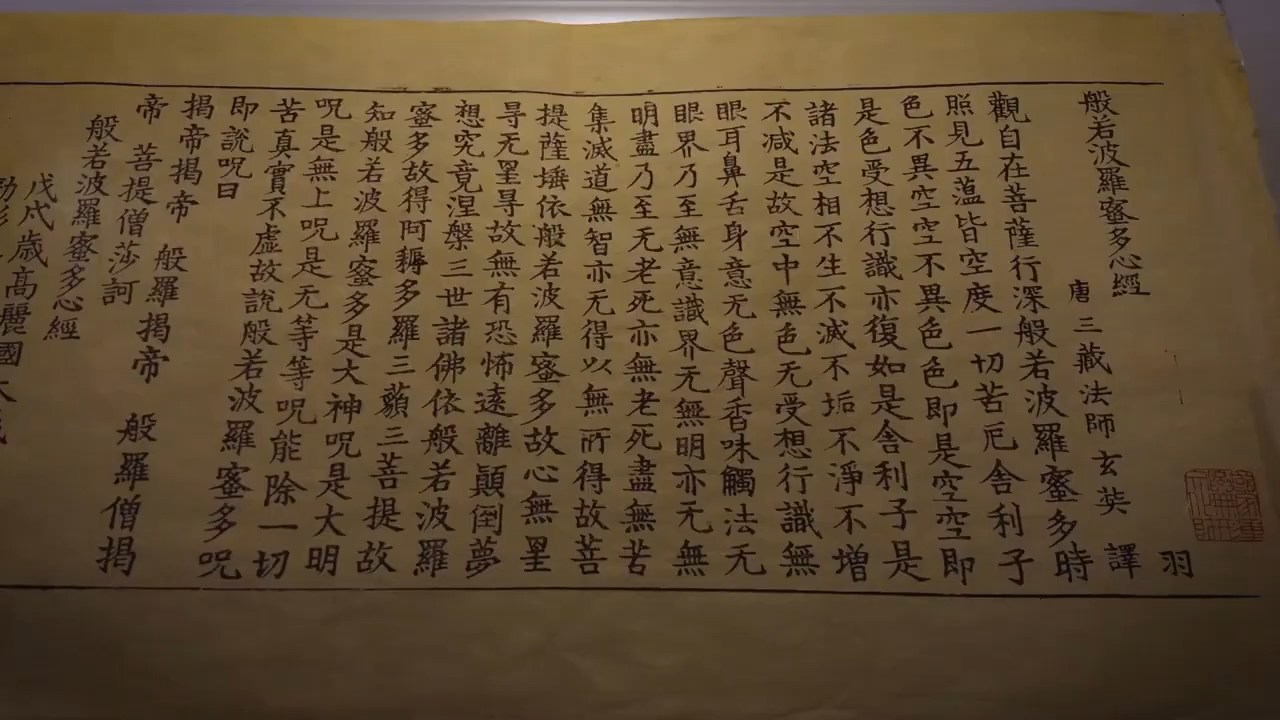 般若波羅蜜多心經 羽
唐三藏法師玄奘譯
觀自在菩薩行深般若波羅蜜多時
照見五薀皆空度一切苦厄舍利子
色不異空空不異色色即是空空即
是色受想行識亦復如是舍利子是
諸法空相不生不滅不垢不淨不增
不減是故空中無色无受想行識無
眼耳鼻舌身意无色聲香味觸法无
眼界乃至無意識界无無明亦无無
明盡乃至无老死亦無老死盡無苦
集滅道無智亦无得以無所得故菩
提薩埵依般若波羅蜜多故心無罣
㝵无罣㝵故無有恐怖遠離顛倒夢
想究竟涅槃三世諸佛依般若波羅
蜜多故得阿耨多羅三藐三菩提故
知般若波羅蜜多是大神呪是大明
呪是無上呪是无等等呪能除一切
苦真實不虛故說般若波羅蜜多呪
即說呪曰
揭帝揭帝 般羅揭帝 般羅僧揭
帝 菩提僧莎訶
般若波羅蜜多心經
戊戌歲高麗國大